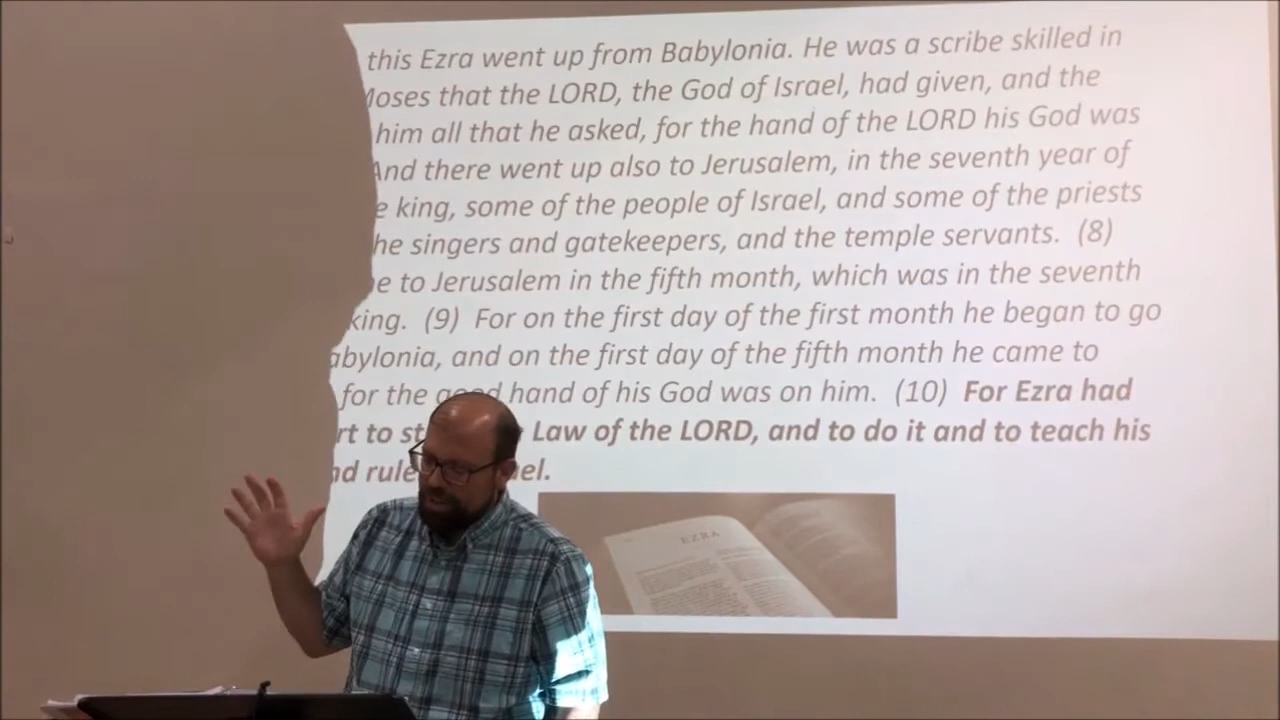 this Ezra went up from Babylonia. He was a scribe skilled in
Moses that the LORD, the God of Israel, had given, and the
him all that he asked, for the hand of the LORD his God was
And there went up also to Jerusalem, in the seventh year of
e king, some of the people of Israel, and some of the priests
he singers and gatekeepers, and the temple servants. (8)
e to Jerusalem in the fifth month, which was in the seventh
king. (9) For on the first day of the first month he began to go
abylonia, and on the first day of the fifth month he came to
for the good hand of his God was on him. (10) For Ezra had
rt to st Law of the LORD, and to do it and to teach his
nd rule el.
EZRA